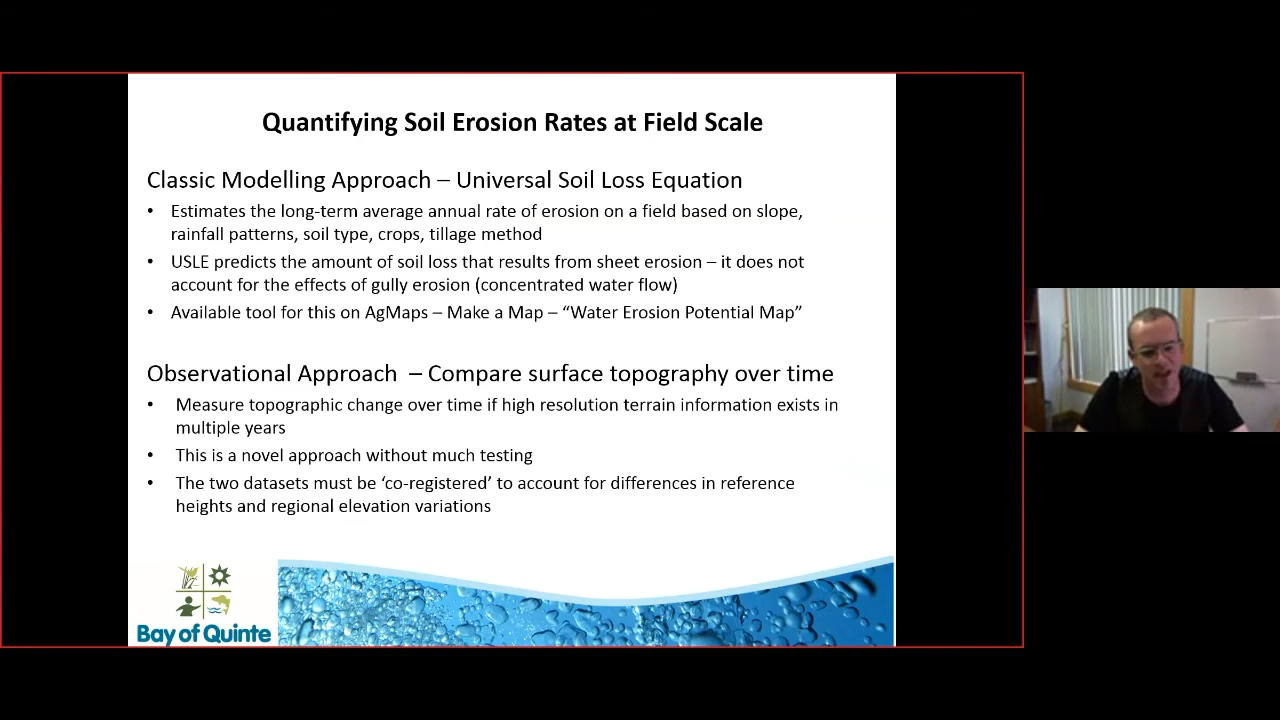 Quantifying Soil Erosion Rates at Field Scale
Classic Modelling Approach – Universal Soil Loss Equation
• Estimates the long-term average annual rate of erosion on a field based on slope,
rainfall patterns, soil type, crops, tillage method
• USLE predicts the amount of soil loss that results from sheet erosion – it does not
account for the effects of gully erosion (concentrated water flow)
• Available tool for this on AgMaps – Make a Map – “Water Erosion Potential Map”
Observational Approach – Compare surface topography over time
• Measure topographic change over time if high resolution terrain information exists in
multiple years
• This is a novel approach without much testing
• The two datasets must be ‘co-registered’ to account for differences in reference
heights and regional elevation variations
Bay of Quinte